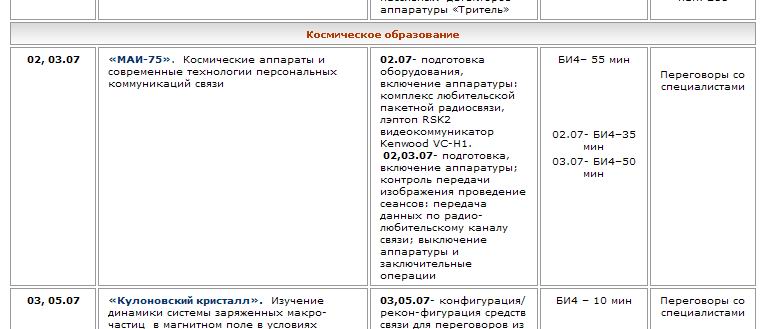 аппаратуры «Тритель»
Космическое образование
02, 03.07
«МАИ-75». Космические аппараты и
современные технологии персональных
коммуникаций связи
02.07- подготовка
оборудования,
включение аппаратуры:
комплекс любительской
пакетной радиосвязи,
лэптоп RSK2
видеокоммуникатор
Kenwood VC-H1.
02,03.07- подготовка,
включение аппаратуры;
контроль передачи
изображения проведение
сеансов: передача
данных по радио-
любительскому каналу
связи; выключение
аппаратуры и
заключительные
операции
БИ4– 55 мин
02.07- БИ4–35
мин
03.07- БИ4–50
мин
Переговоры со
специалистами
03, 05.07
«Кулоновский кристалл». Изучение
динамики системы заряженных макро-
частиц в магнитном поле в условиях
03,05.07- конфигурация/
рекон-фигурация средств
связи для переговоров из
БИ4 – 10 мин
Переговоры со
специалистами